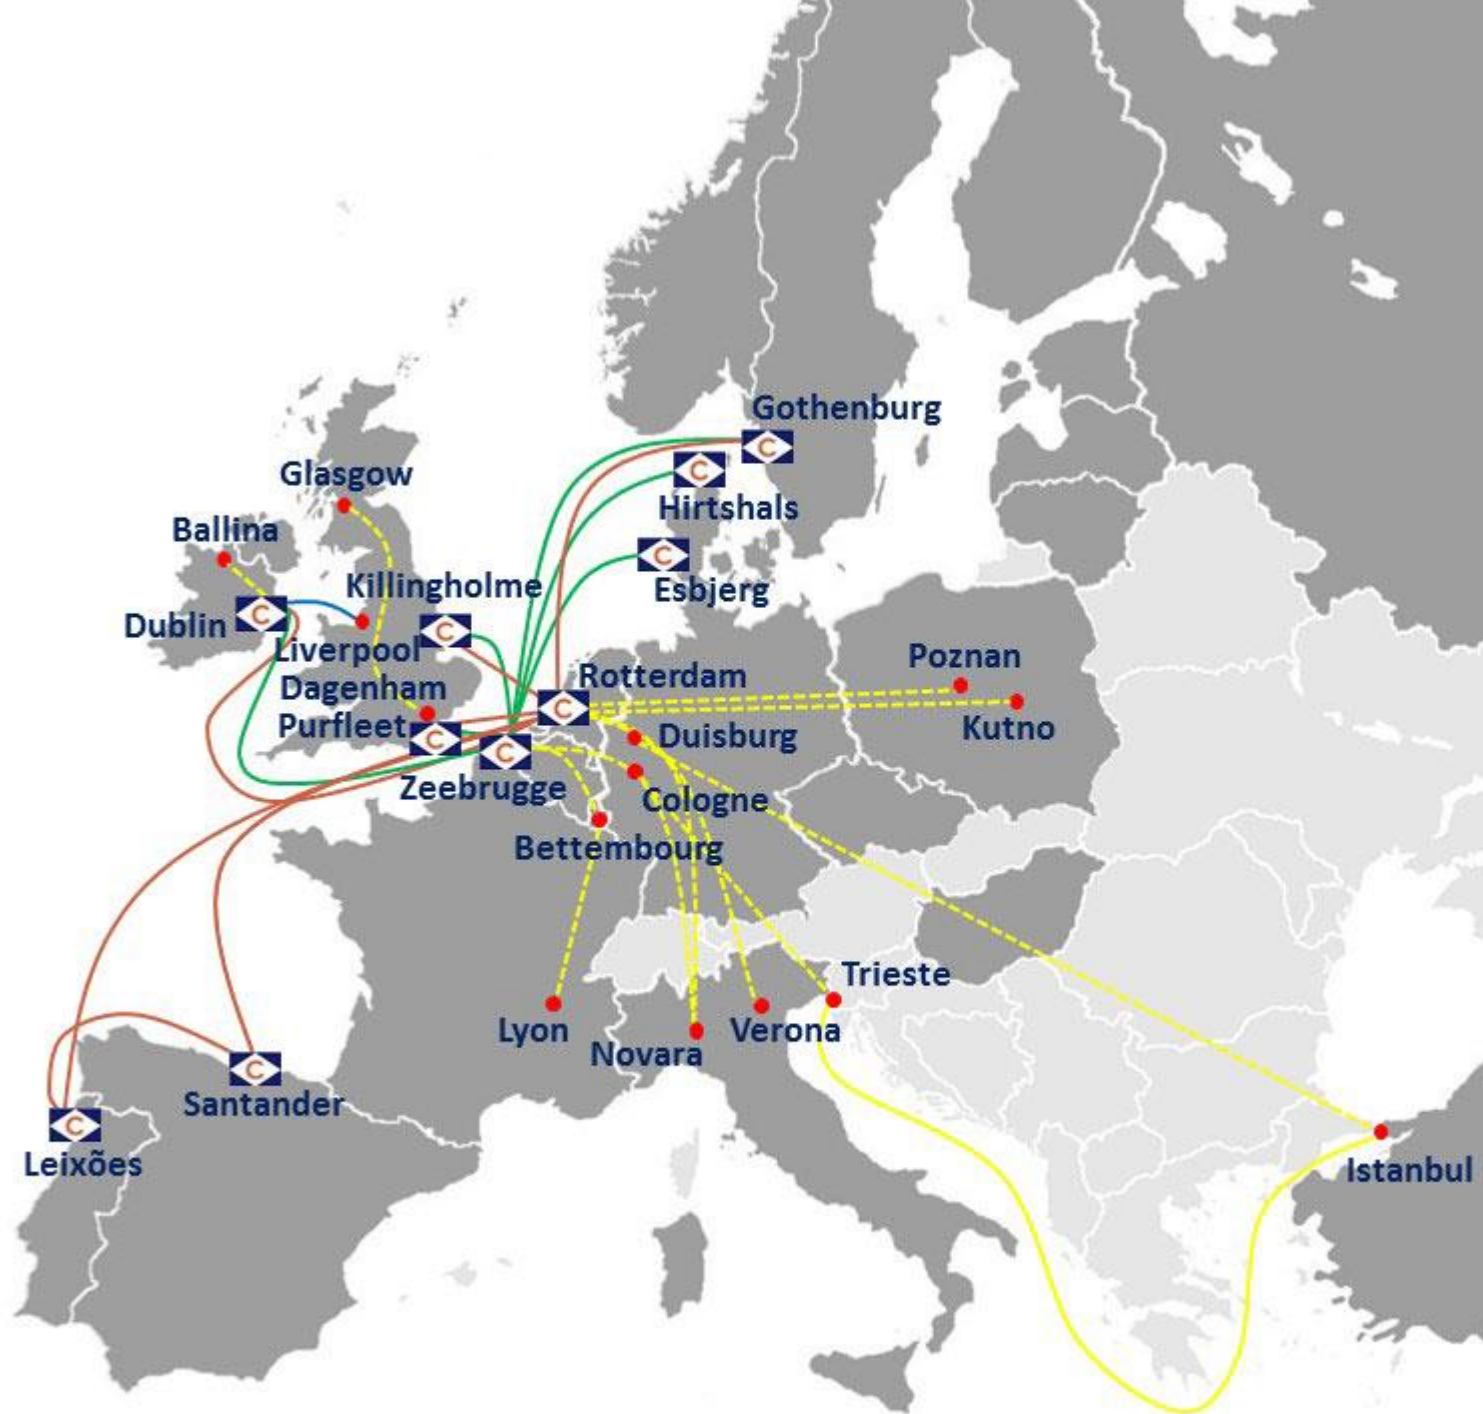 Gothenburg
C
Glasgow
C
Hirtshals
Ballina
C
Killingholme
Esbjerg
C
Dublin
C
Liverpool
Poznan
Rotterdam
Dagenham
C
Purfleet
C
Kutno
Duisburg
C
Zeebrugge
Cologne
Bettembourg
Trieste
Lyon
Verona
Novara
C
Santander
C
Leixões
Istanbul